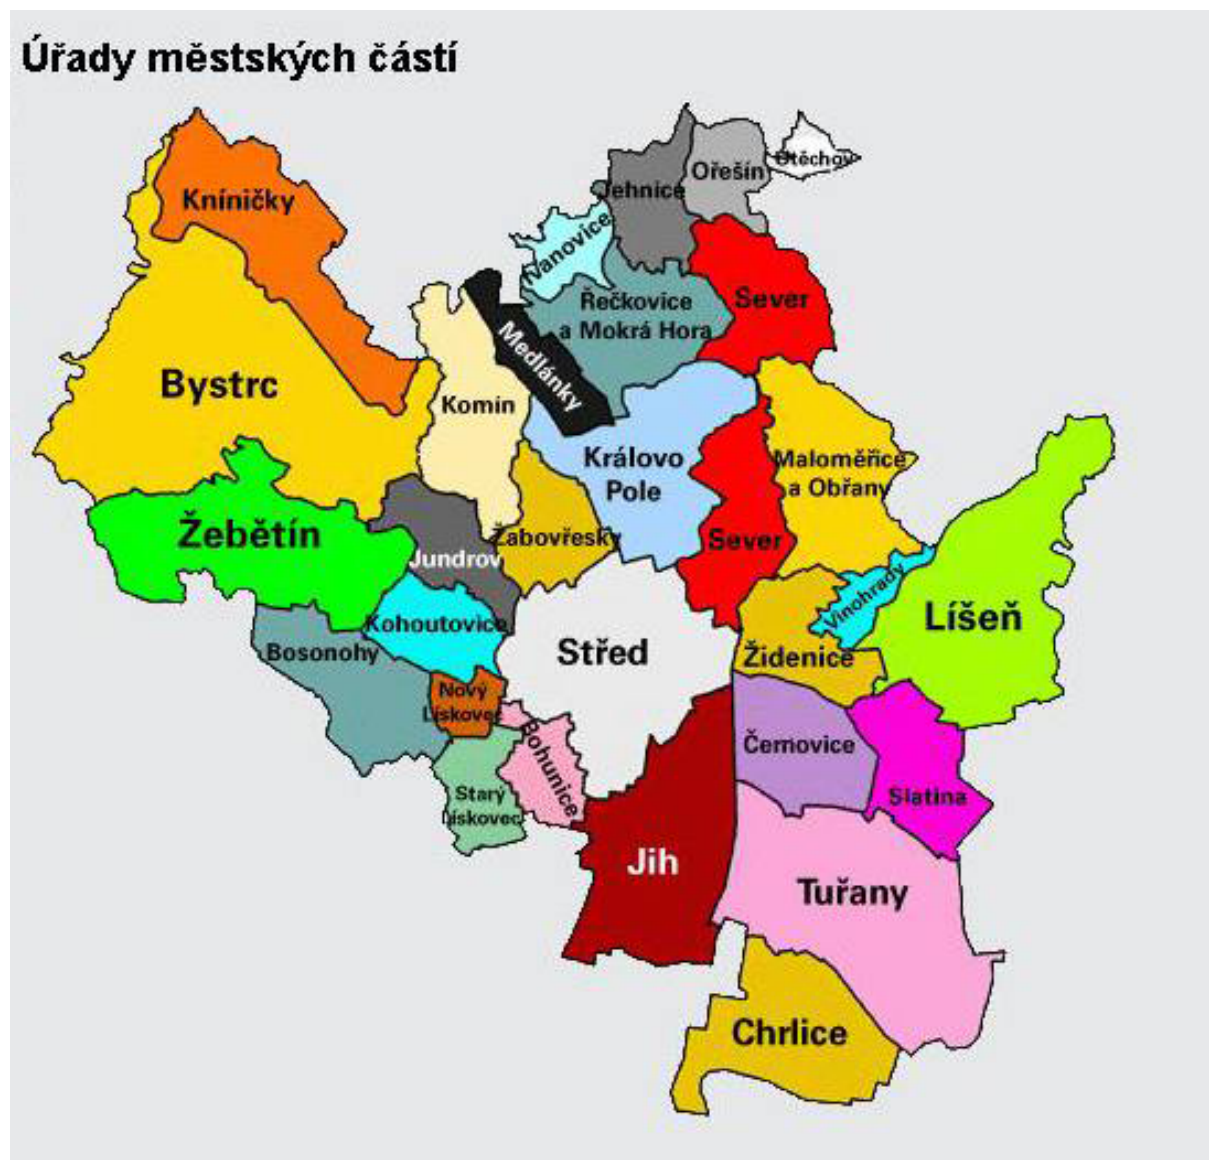 Úřady městských částí
Kníničky
Jehnice
Ořešín
Útěchov
Ivanovice
Řečkovice
a Mokrá Hora
Sever
Medlánky
Bystrc
Komín
Královo
Pole
Maloměřice
a Obřany
Žebětín
Jundrov
Žabovřesky
Sever
Vinohrady
Líšeň
Kohoutovice
Bosonohy
Střed
Židenice
Nový
Lískovec
Bohunice
Černovice
Starý
Lískovec
Slatina
Jih
Tuřany
Chrlice